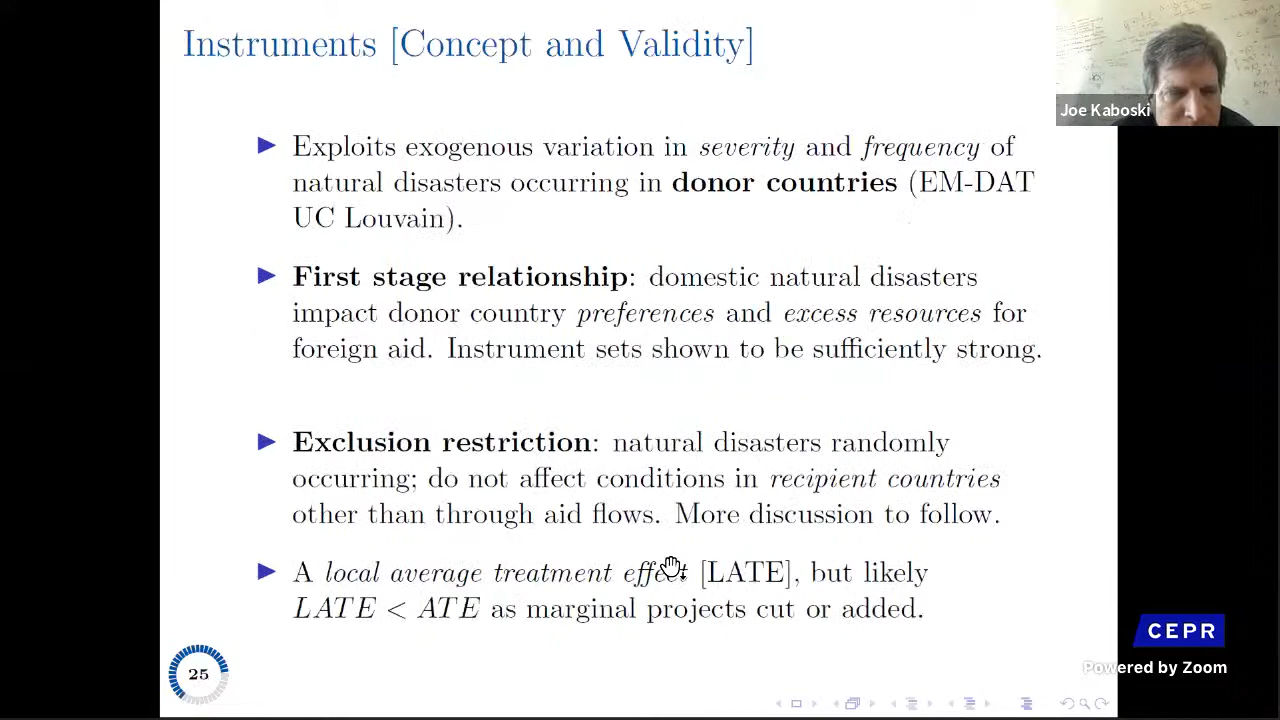 Instruments [Concept and Validity]
Joe Kaboski
Exploits exogenous variation in severity and frequency of
natural disasters occurring in donor countries (EM-DAT
UC Louvain).
First stage relationship: domestic natural disasters
impact donor country preferences and excess resources for
foreign aid. Instrument sets shown to be sufficiently strong.
Exclusion restriction: natural disasters randomly
occurring; do not affect conditions in recipient countries
other than through aid flows. More discussion to follow.
A local average treatment effect [LATE], but likely
LATE < ATE as marginal projects cut or added.
25
CEPR
Powered by Zoom